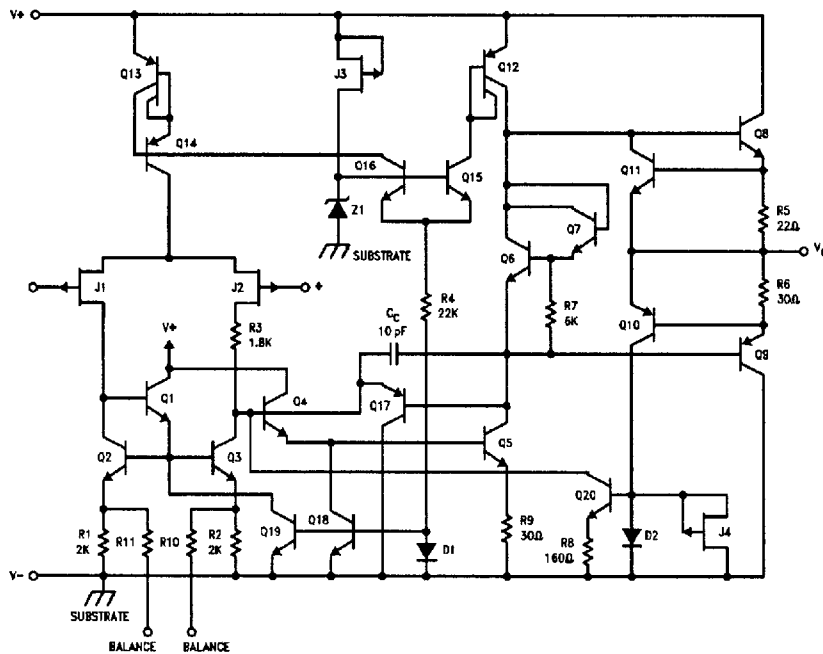 V+
Q13
J3
Q12
Q14
Q8
Q16
Q15
Q11
Z1
SUBSTRATE
Q7
R5
22Ω
Q6
J1
J2
+
R4
22K
R7
6K
Q10
R6
30Ω
V+
R3
1.8K
CC
10 pF
Q9
Q1
Q4
Q17
Q2
Q3
Q5
Q20
R1
2K
R11
R10
R2
2K
Q19
Q18
D1
R9
30Ω
R8
160Ω
D2
J4
V-
SUBSTRATE
BALANCE
BALANCE